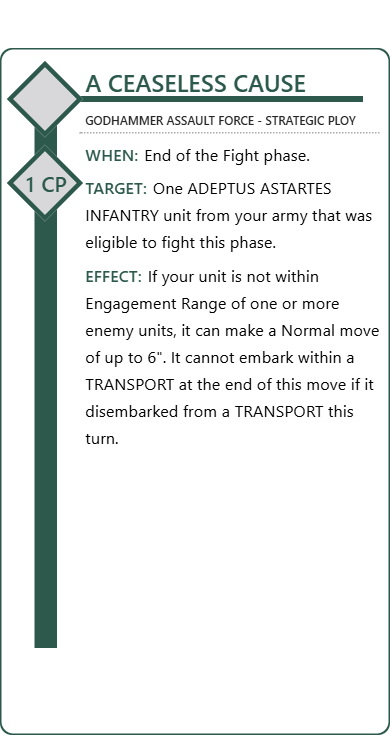 A CEASELESS CAUSE
GODHAMMER ASSAULT FORCE - STRATEGIC PLOY
1 CP
WHEN: End of the Fight phase.
TARGET: One ADEPTUS ASTARTES
INFANTRY unit from your army that was
eligible to fight this phase.
EFFECT: If your unit is not within
Engagement Range of one or more
enemy units, it can make a Normal move
of up to 6". It cannot embark within a
TRANSPORT at the end of this move if it
disembarked from a TRANSPORT this
turn.